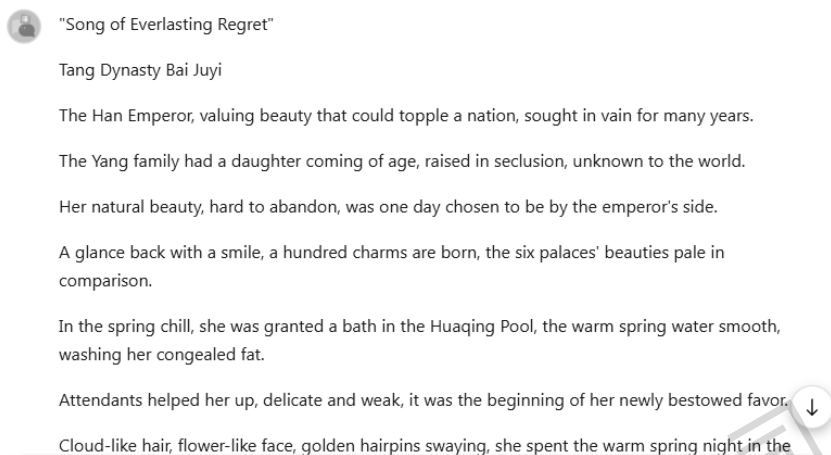 "Song of Everlasting Regret"
Tang Dynasty Bai Juyi
The Han Emperor, valuing beauty that could topple a nation, sought in vain for many years.
The Yang family had a daughter coming of age, raised in seclusion, unknown to the world.
Her natural beauty, hard to abandon, was one day chosen to be by the emperor's side.
A glance back with a smile, a hundred charms are born, the six palaces' beauties pale in
comparison.
In the spring chill, she was granted a bath in the Huaqing Pool, the warm spring water smooth,
washing her congealed fat.
Attendants helped her up, delicate and weak, it was the beginning of her newly bestowed favor.
Cloud-like hair, flower-like face, golden hairpins swaying, she spent the warm spring night in the